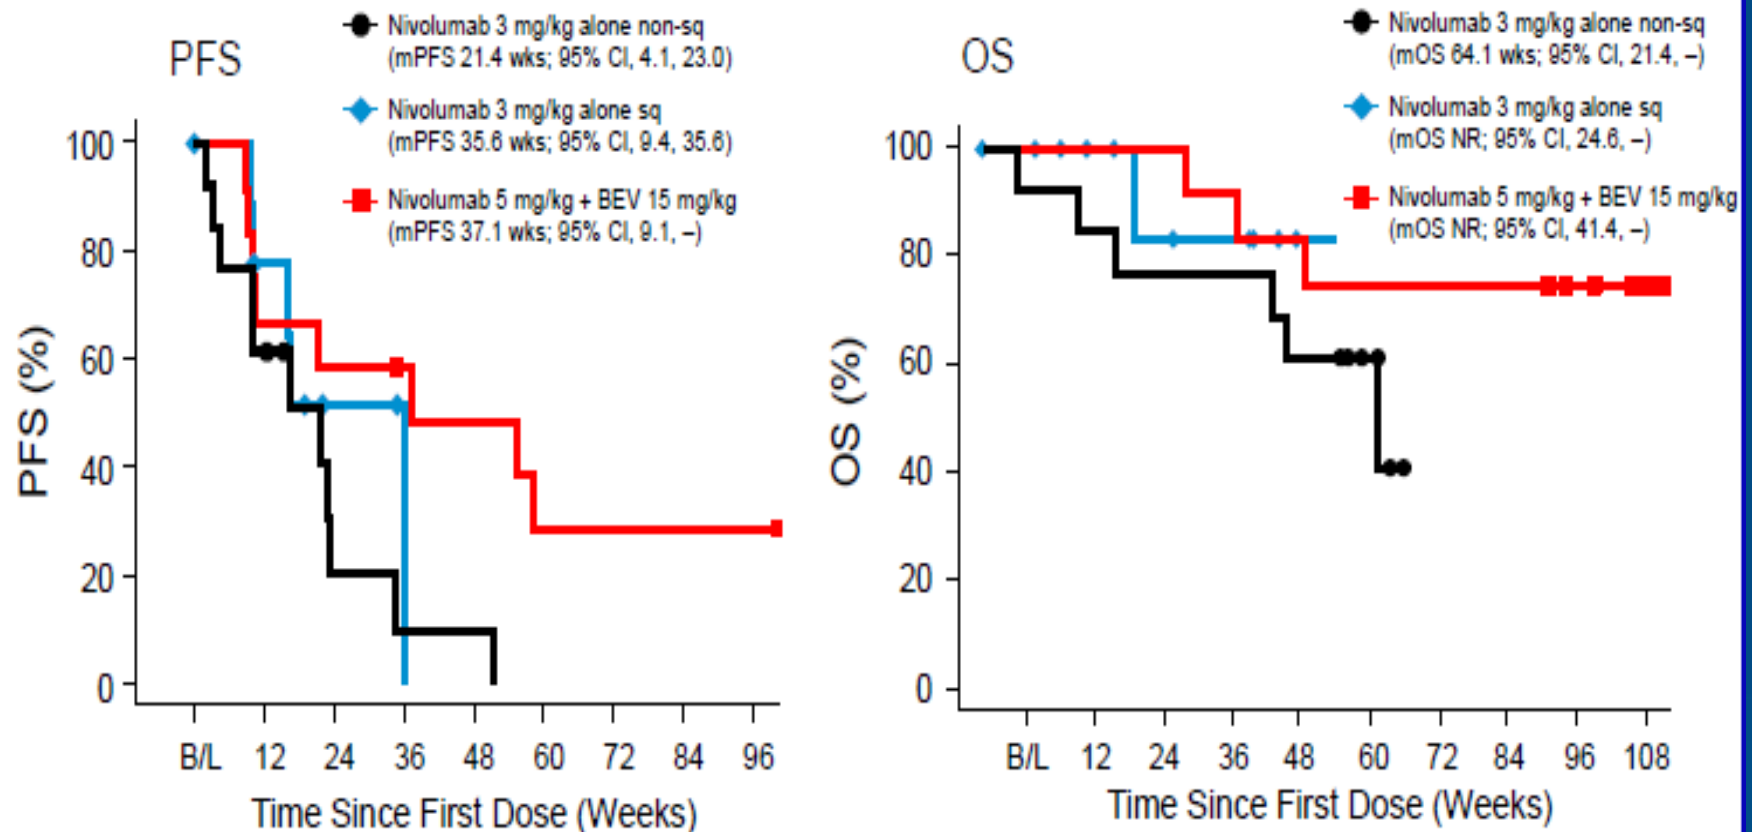 PFS
Nivolumab 3 mg/kg alone non-sq
(mPFS 21.4 wks; 95% CI, 4.1, 23.0)
Nivolumab 3 mg/kg alone sq
(mPFS 35.6 wks; 95% CI, 9.4, 35.6)
Nivolumab 5 mg/kg + BEV 15 mg/kg
(mPFS 37.1 wks; 95% CI, 9.1, –)
100
80
60
40
20
0
PFS (%)
B/L 12 24 36 48 60 72 84 96
Time Since First Dose (Weeks)
OS
Nivolumab 3 mg/kg alone non-sq
(mOS 64.1 wks; 95% CI, 21.4, –)
Nivolumab 3 mg/kg alone sq
(mOS NR; 95% CI, 24.6, –)
Nivolumab 5 mg/kg + BEV 15 mg/kg
(mOS NR; 95% CI, 41.4, –)
100
80
60
40
20
0
OS (%)
B/L 12 24 36 48 60 72 84 96 108
Time Since First Dose (Weeks)